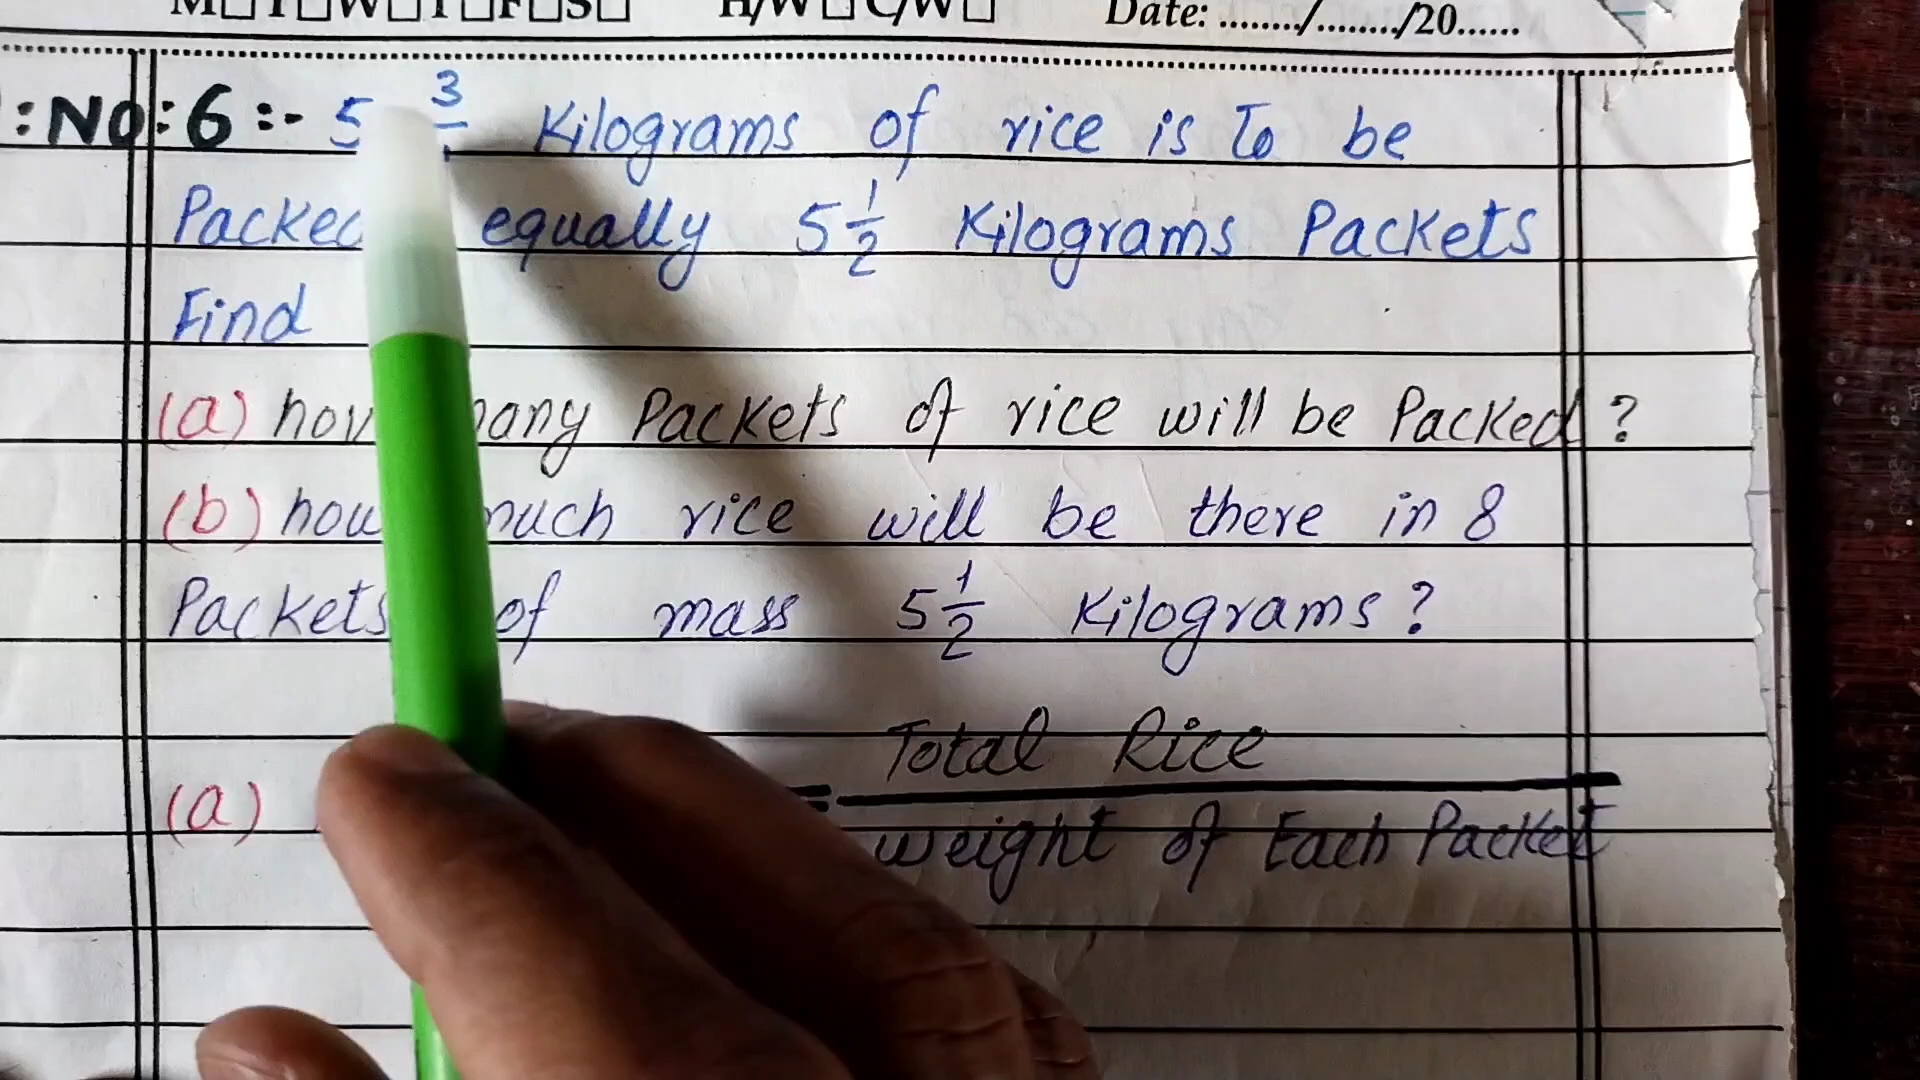 M☐T☐W☐T☐F☐S☐ H/W☐ C/W☐ Date: ......../......../20......
:NO:6:- 5 3 Kilograms of rice is To be
Packed equally 5 1/2 Kilograms Packets
Find
(a) how many Packets of rice will be Packed?
(b) how much rice will be there in 8
Packets of mass 5 1/2 Kilograms?
Total Rice
(a) =
weight of Each Packet